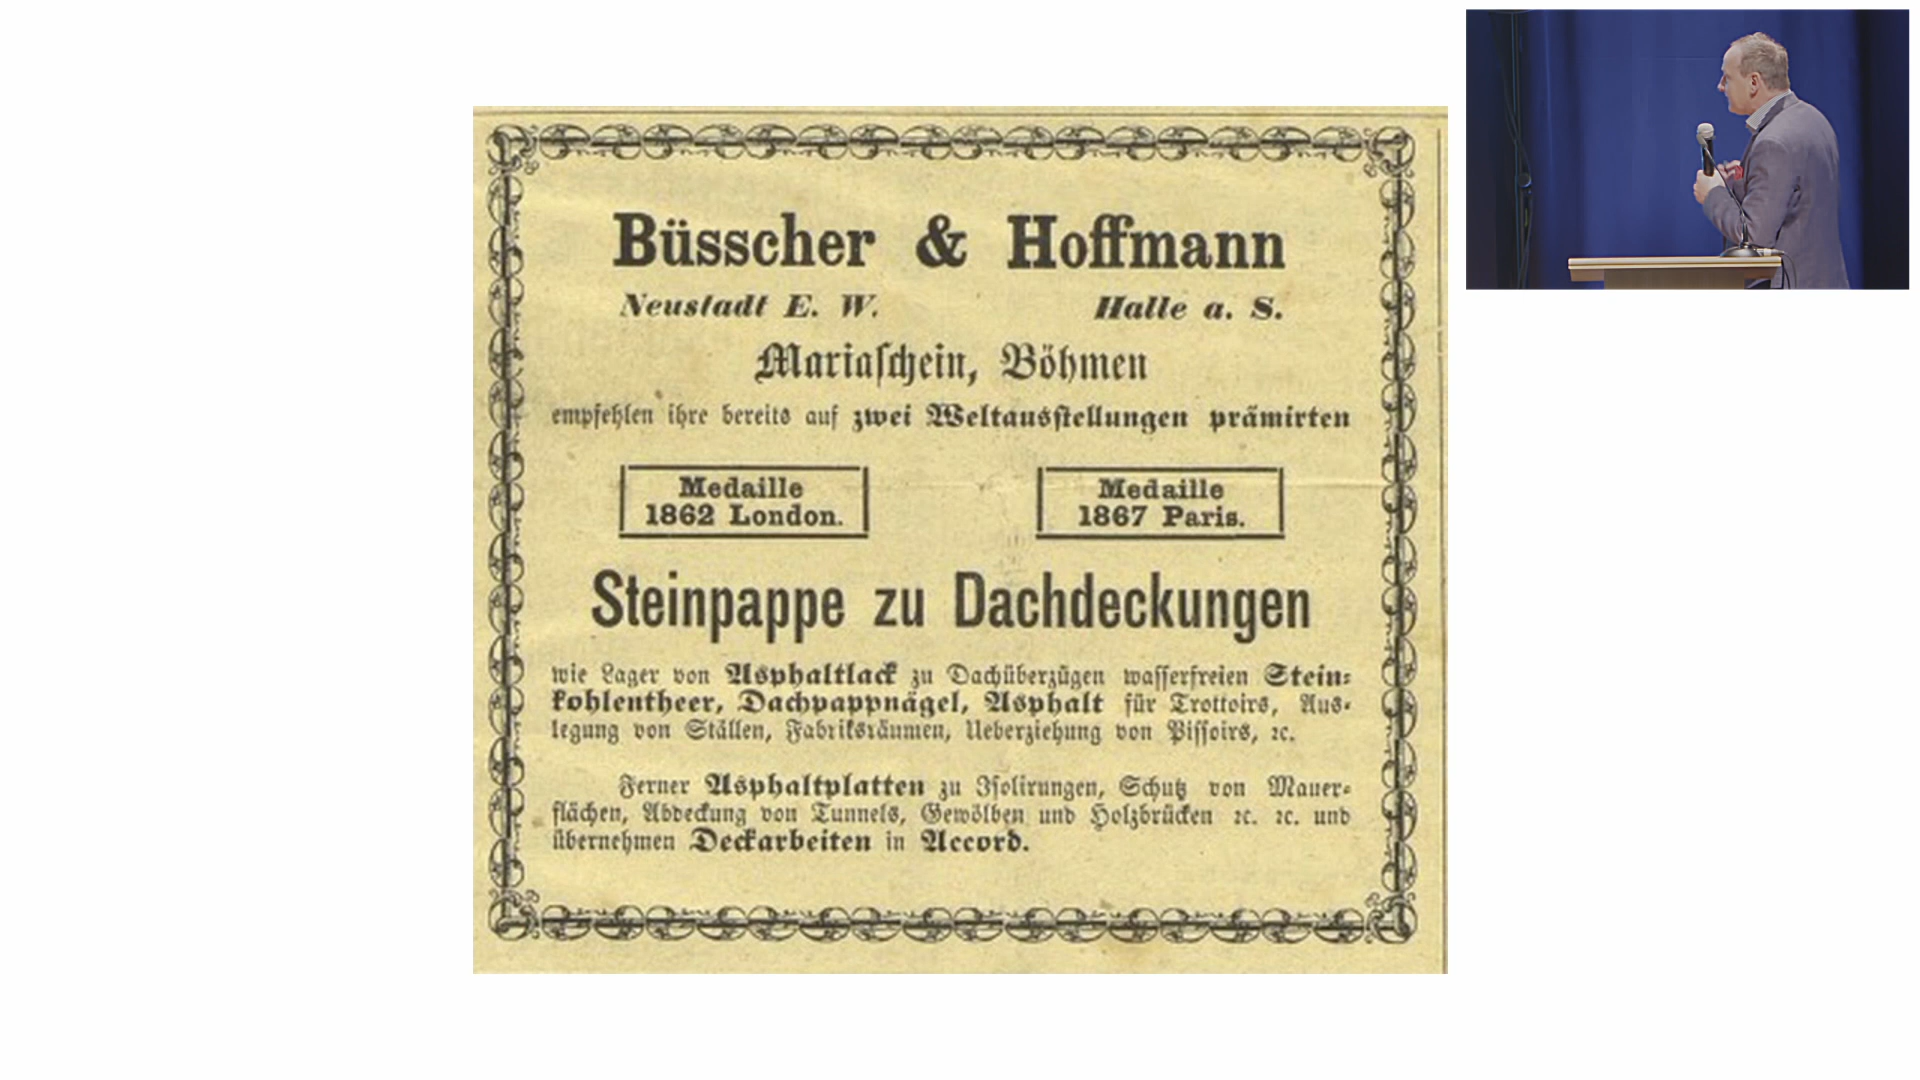 Büsscher & Hoffmann
Neustadt E. W. Halle a. S.
Mariaschein, Böhmen
empfehlen ihre bereits auf zwei Weltausstellungen prämirten
Medaille
1862 London.
Medaille
1867 Paris.
Steinpappe zu Dachdeckungen
wie Lager von Asphaltlack zu Dachüberzügen wasserfreien Stein-
kohlentheer, Dachpappnägel, Asphalt für Trottoirs, Aus-
legung von Ställen, Fabriksräumen, Ueberziehung von Pissoirs, ꝛc.
Ferner Asphaltplatten zu Isolirungen, Schutz von Mauer-
flächen, Abdeckung von Tunnels, Gewölben und Holzbrücken ꝛc. ꝛc. und
übernehmen Deckarbeiten in Accord.